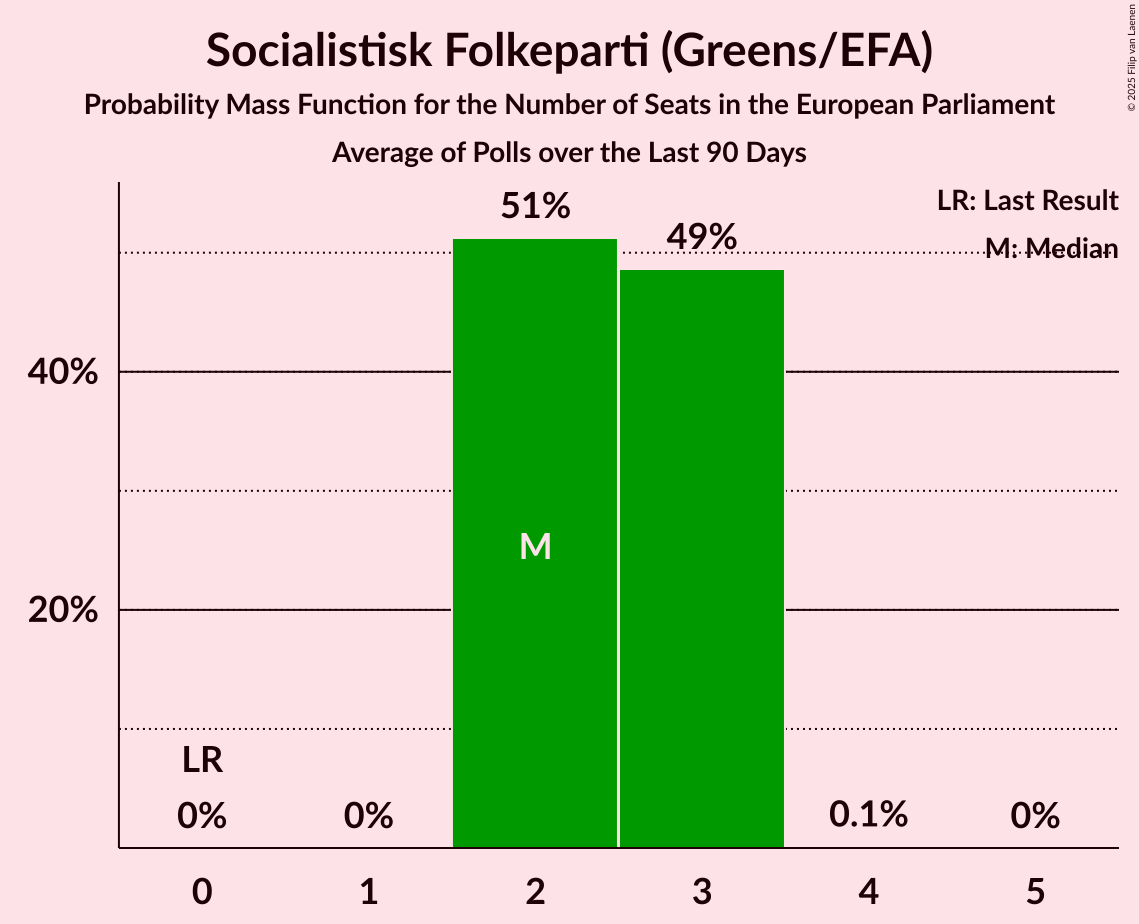 Socialistisk Folkeparti (Greens/EFA)
Probability Mass Function for the Number of Seats in the European Parliament
Average of Polls over the Last 90 Days
© 2025 Filip van Laenen
LR: Last Result
M: Median
51%
49%
40%
20%
M
LR
0%
0%
0.1%
0%
0
1
2
3
4
5